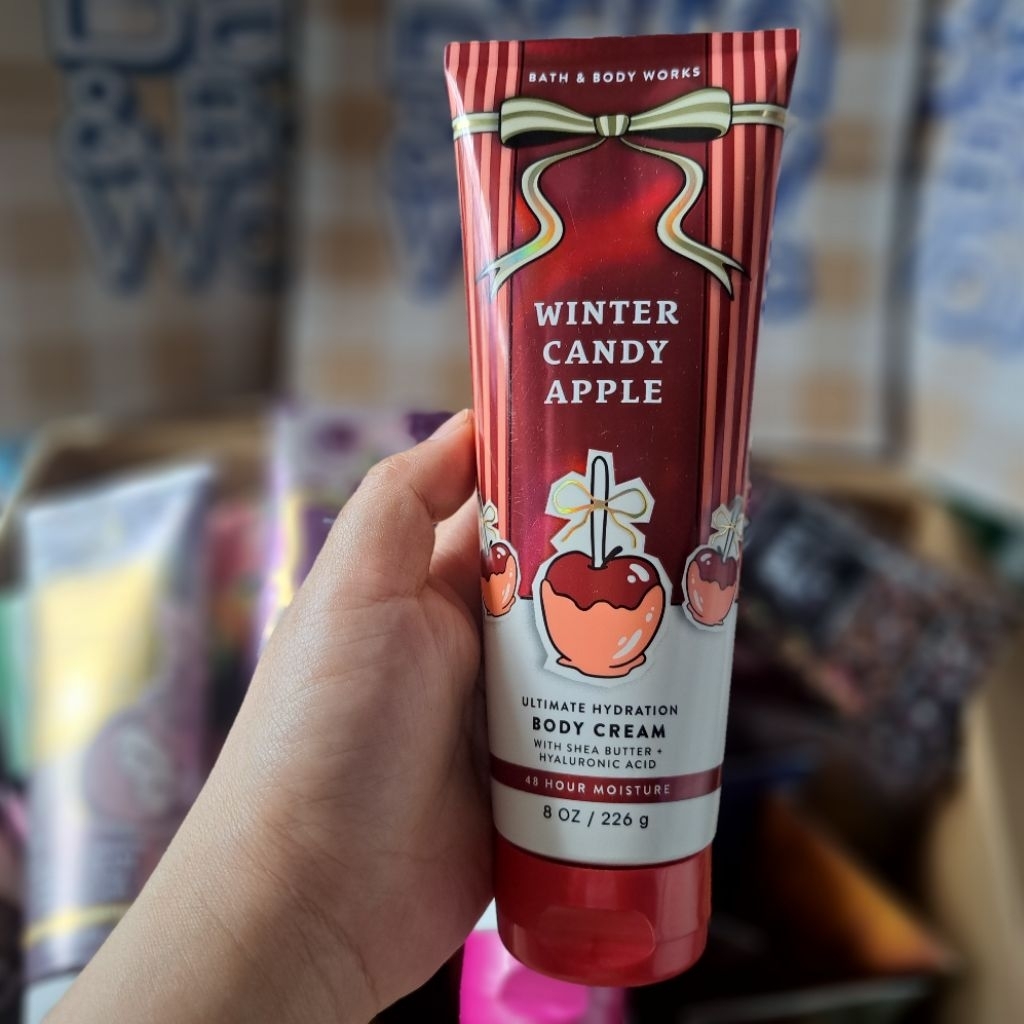 BATH & BODY WORKS
WINTER
CANDY
APPLE
ULTIMATE HYDRATION
BODY CREAM
WITH SHEA BUTTER +
HYALURONIC ACID
48 HOUR MOISTURE
8 OZ / 226 g